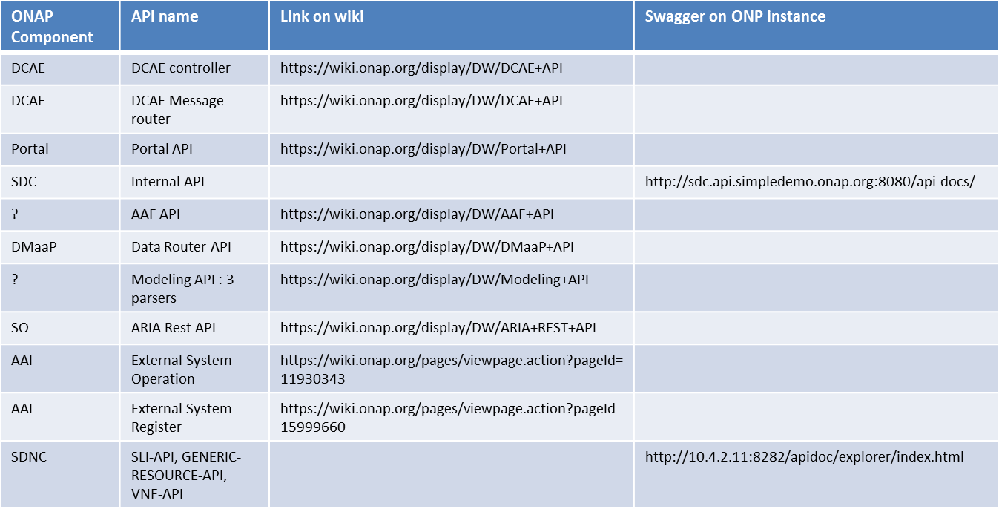 ONAP Component	API name	Link on wiki	Swagger on ONP instance
DCAE	DCAE controller	https://wiki.onap.org/display/DW/DCAE+API
DCAE	DCAE Message router	https://wiki.onap.org/display/DW/DCAE+API
Portal	Portal API	https://wiki.onap.org/display/DW/Portal+API
SDC	Internal API		http://sdc.api.simpledemo.onap.org:8080/api-docs/
?	AAF API	https://wiki.onap.org/display/DW/AAF+API
DMaaP	Data Router API	https://wiki.onap.org/display/DW/DMaaP+API
?	Modeling API : 3 parsers	https://wiki.onap.org/display/DW/Modeling+API
SO	ARIA Rest API	https://wiki.onap.org/display/DW/ARIA+REST+API
AAI	External System Operation	https://wiki.onap.org/pages/viewpage.action?pageId=11930343
AAI	External System Register	https://wiki.onap.org/pages/viewpage.action?pageId=15999660
SDNC	SLI-API, GENERIC-RESOURCE-API, VNF-API		http://10.4.2.11:8282/apidoc/explorer/index.html